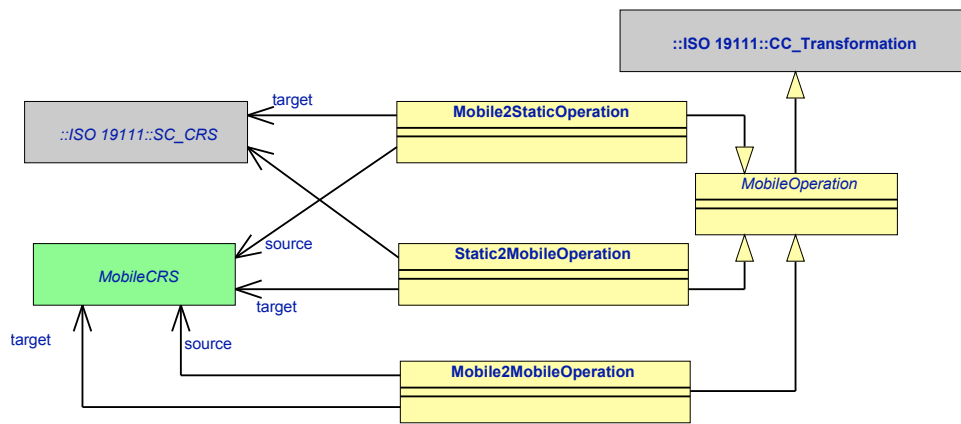 ::ISO 19111::CC_Transformation
target
Mobile2StaticOperation
::ISO 19111::SC_CRS
MobileOperation
source
Static2MobileOperation
MobileCRS
target
target
source
Mobile2MobileOperation